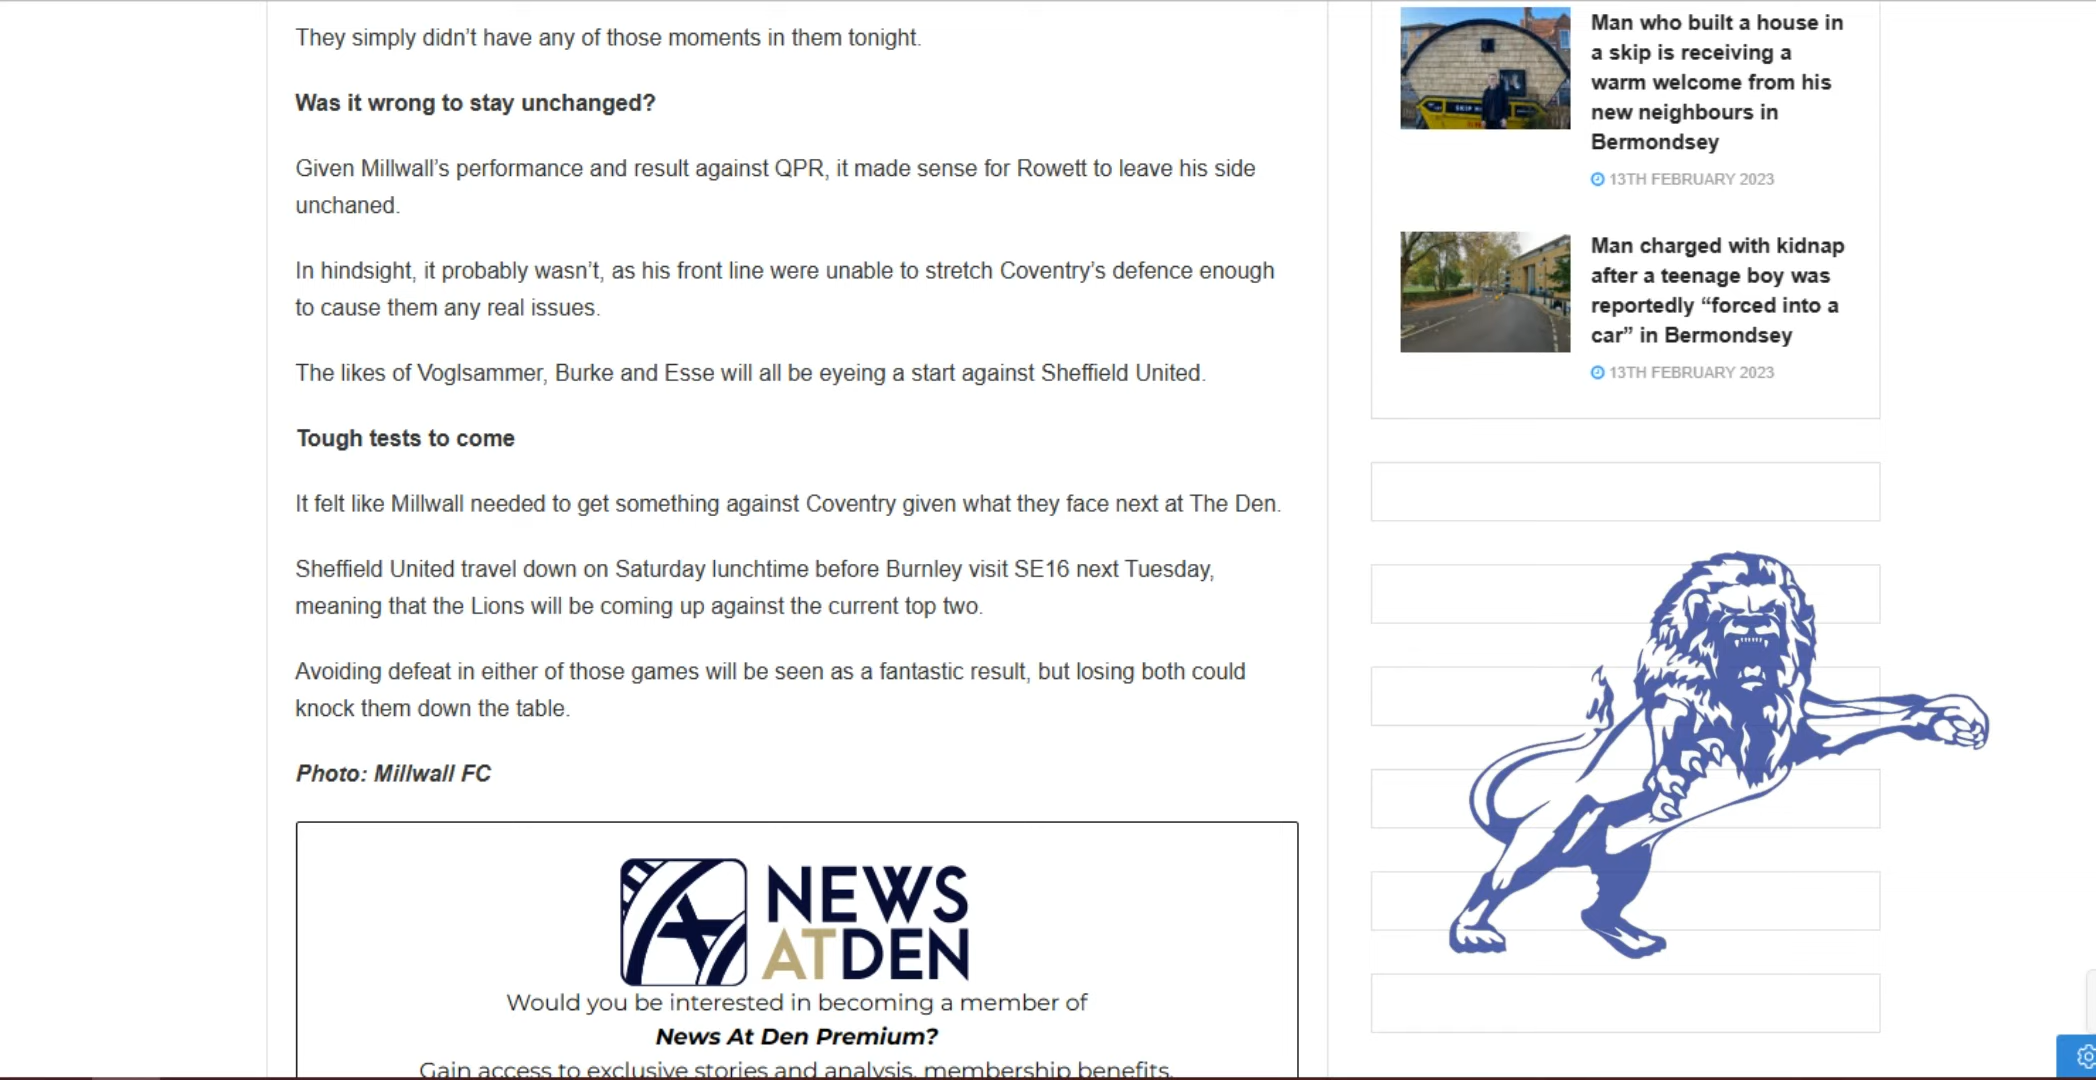 They simply didn’t have any of those moments in them tonight.
Was it wrong to stay unchanged?
Given Millwall’s performance and result against QPR, it made sense for Rowett to leave his side
unchaned.
In hindsight, it probably wasn’t, as his front line were unable to stretch Coventry’s defence enough
to cause them any real issues.
The likes of Voglsammer, Burke and Esse will all be eyeing a start against Sheffield United.
Tough tests to come
It felt like Millwall needed to get something against Coventry given what they face next at The Den.
Sheffield United travel down on Saturday lunchtime before Burnley visit SE16 next Tuesday,
meaning that the Lions will be coming up against the current top two.
Avoiding defeat in either of those games will be seen as a fantastic result, but losing both could
knock them down the table.
Photo: Millwall FC
NEWS
ATDEN
Would you be interested in becoming a member of
News At Den Premium?
Gain access to exclusive stories and analysis, membership benefits,
Man who built a house in
a skip is receiving a
warm welcome from his
new neighbours in
Bermondsey
13TH FEBRUARY 2023
Man charged with kidnap
after a teenage boy was
reportedly “forced into a
car” in Bermondsey
13TH FEBRUARY 2023